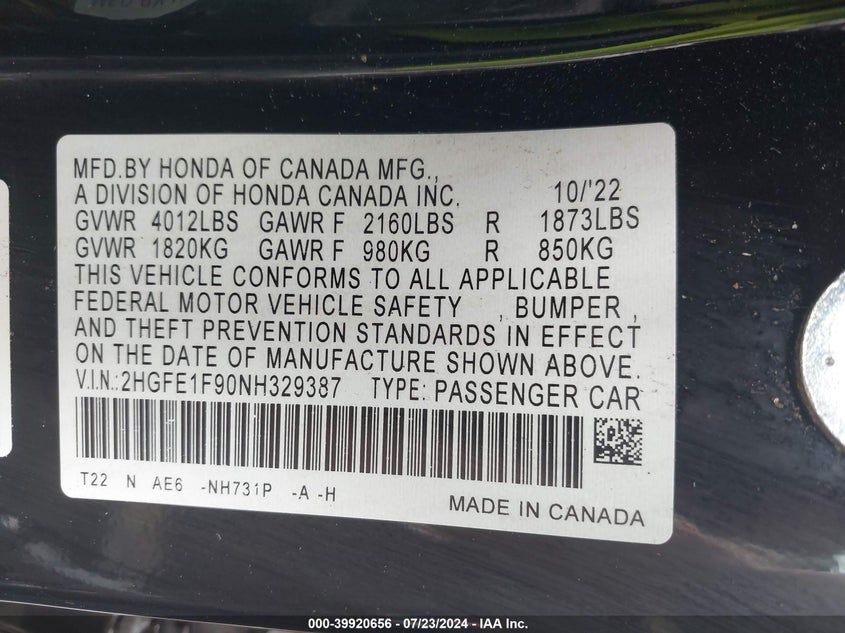 MFD.BY HONDA OF CANADA MFG.,
A DIVISION OF HONDA CANADA INC. 10/'22
GVWR 4012LBS GAWR F 2160LBS R 1873LBS
GVWR 1820KG GAWR F 980KG R 850KG
THIS VEHICLE CONFORMS TO ALL APPLICABLE
FEDERAL MOTOR VEHICLE SAFETY , BUMPER ,
AND THEFT PREVENTION STANDARDS IN EFFECT
ON THE DATE OF MANUFACTURE SHOWN ABOVE.
V.I.N.:2HGFE1F90NH329387 TYPE: PASSENGER CAR
T22 N AE6 -NH731P -A -H
MADE IN CANADA
000-39920656 - 07/23/2024 - IAA Inc.